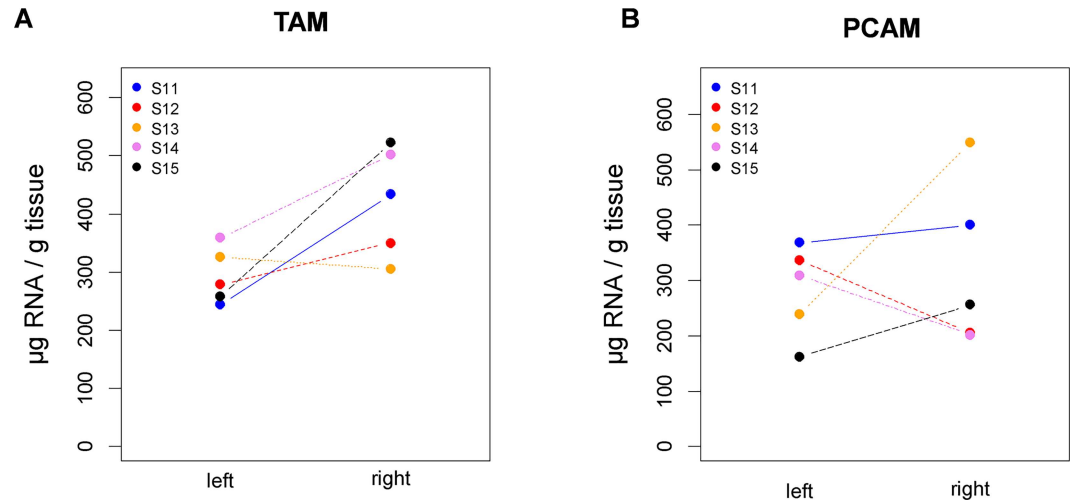 A
TAM
S11
S12
S13
S14
S15
µg RNA / g tissue
600
500
400
300
200
100
0
left right
B
PCAM
S11
S12
S13
S14
S15
µg RNA / g tissue
600
500
400
300
200
100
0
left right